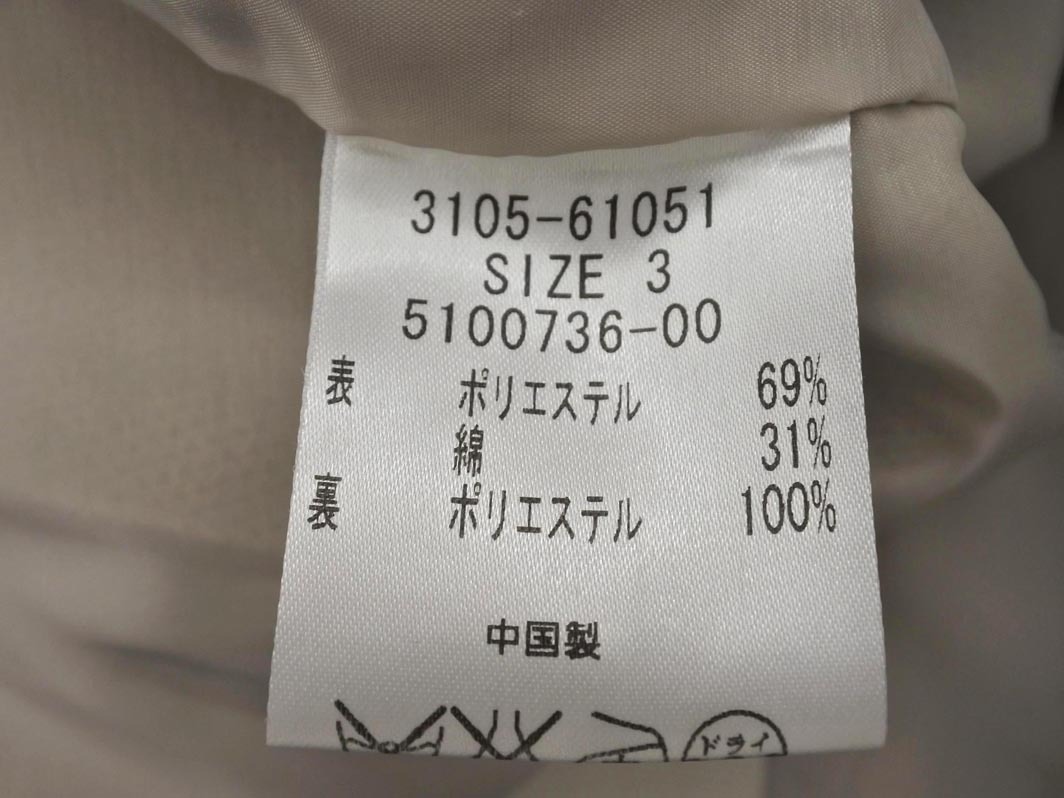 3105-61051
SIZE 3
5100736-00
表 ポリエステル 69%
綿 31%
裏 ポリエステル 100%
中国製
ドライ